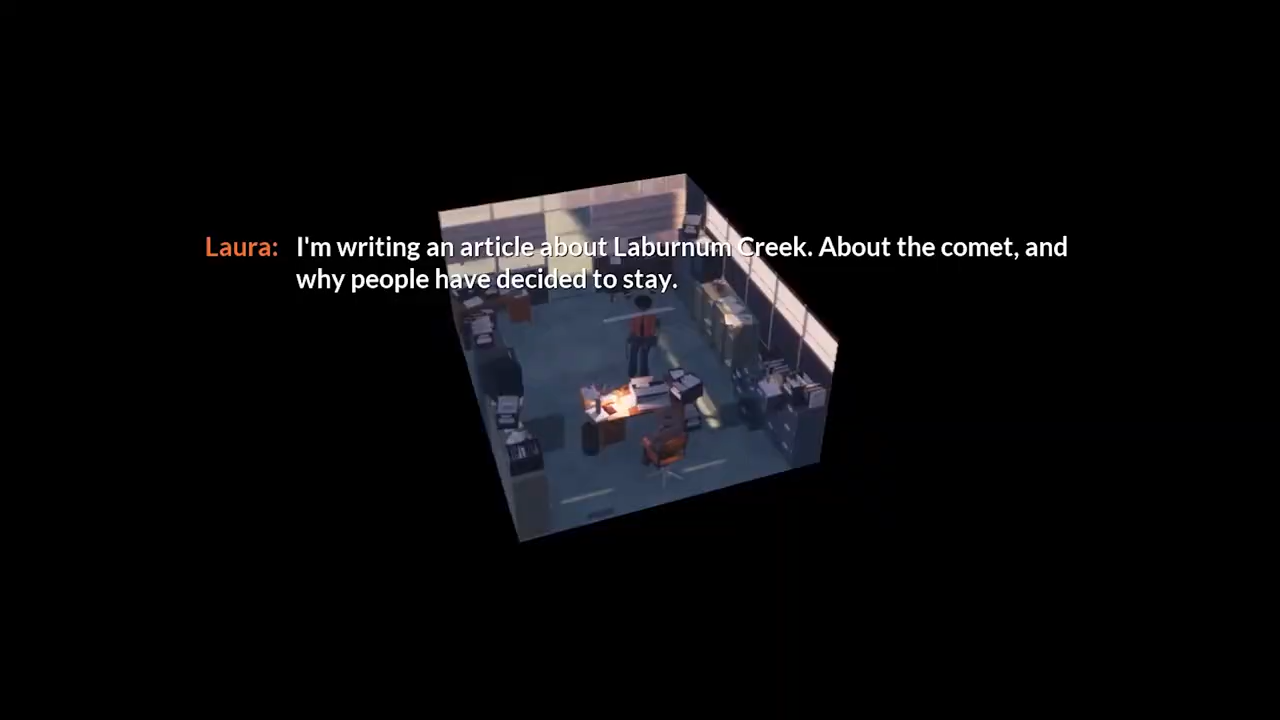 Laura: I'm writing an article about Laburnum Creek. About the comet, and
why people have decided to stay.